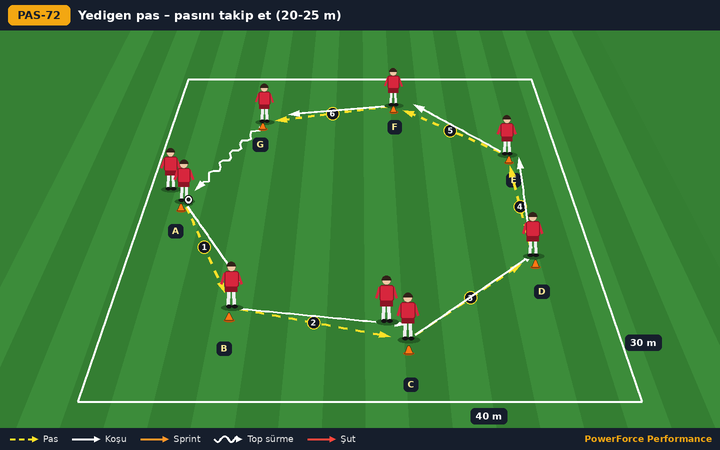 PAS-72 Yedigen pas – pasını takip et (20-25 m)
F
6
5
G
E
4
A
1
D
3
2
B
30 m
C
40 m
Pas Koşu Sprint Top sürme Şut PowerForce Performance